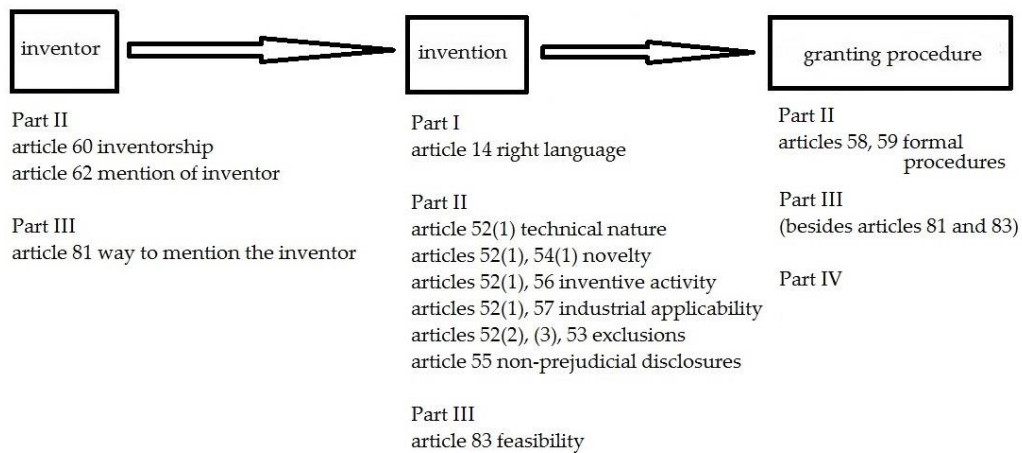 inventor
invention
granting procedure
Part II
article 60 inventorship
article 62 mention of inventor
Part III
article 81 way to mention the inventor
Part I
article 14 right language
Part II
article 52(1) technical nature
articles 52(1), 54(1) novelty
articles 52(1), 56 inventive activity
articles 52(1), 57 industrial applicability
articles 52(2), (3), 53 exclusions
article 55 non-prejudicial disclosures
Part III
article 83 feasibility
Part II
articles 58, 59 formal
procedures
Part III
(besides articles 81 and 83)
Part IV